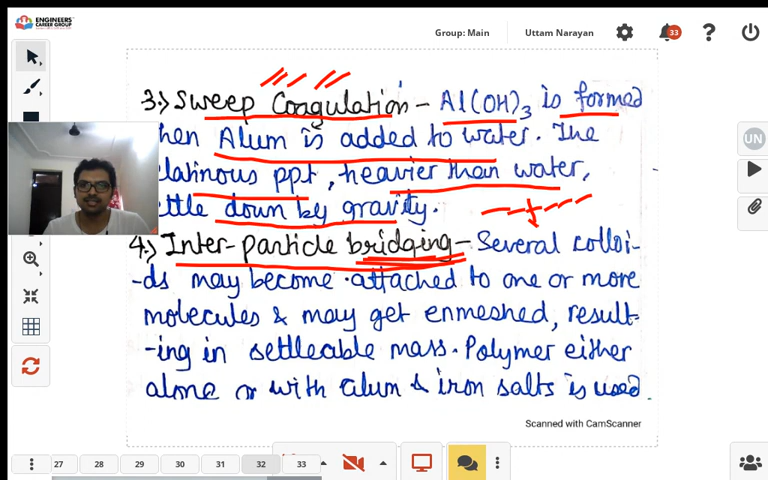 ENGINEERS
CAREER GROUP
Group: Main
Uttam Narayan
33
3.) Sweep Coagulation - Al(OH)3 is formed
hen Alum is added to water. The
latinous ppt, heavier than water,
ttle down by gravity.
4.) Inter-particle bridging - Several colloi-
-ds may become attached to one or more
molecules & may get enmeshed, result-
-ing in settleable mass. Polymer either
alone or with alum & iron salts is used.
Scanned with CamScanner
UN
27 28 29 30 31 32 33